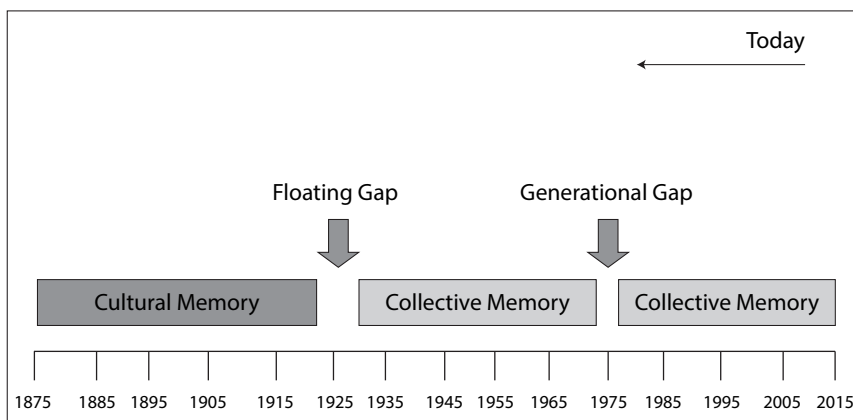 Today
Floating Gap Generational Gap
Cultural Memory Collective Memory Collective Memory
1875 1885 1895 1905 1915 1925 1935 1945 1955 1965 1975 1985 1995 2005 2015